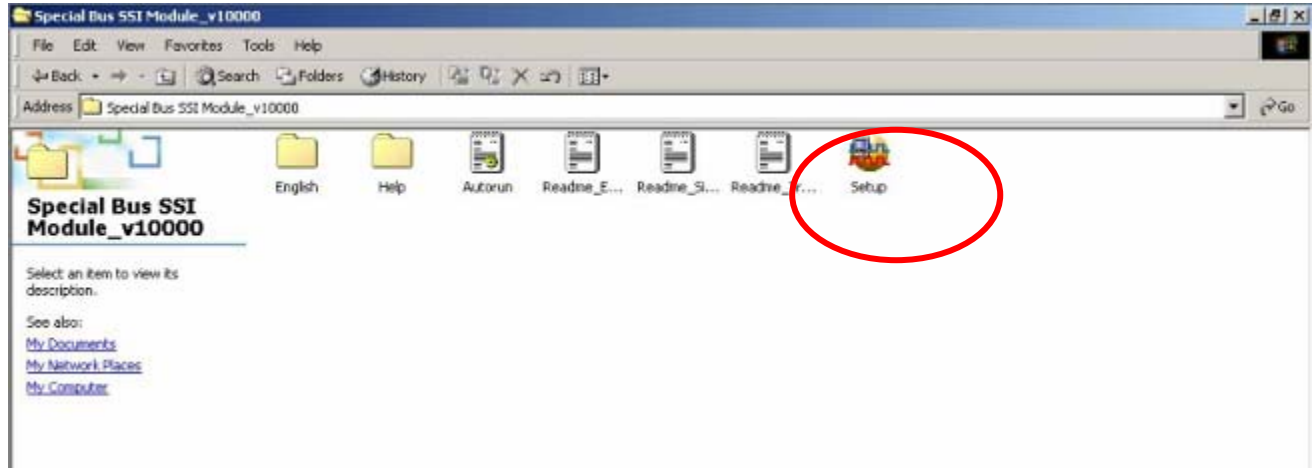 Special Bus SSI Module_v10000
File Edit View Favorites Tools Help
Back Search Folders History
Address Special Bus SSI Module_v10000 Go
English Help Autorun Readme_E... Readme_Si... Readme_Tr... Setup
Special Bus SSI
Module_v10000
Select an item to view its
description.
See also:
My Documents
My Network Places
My Computer